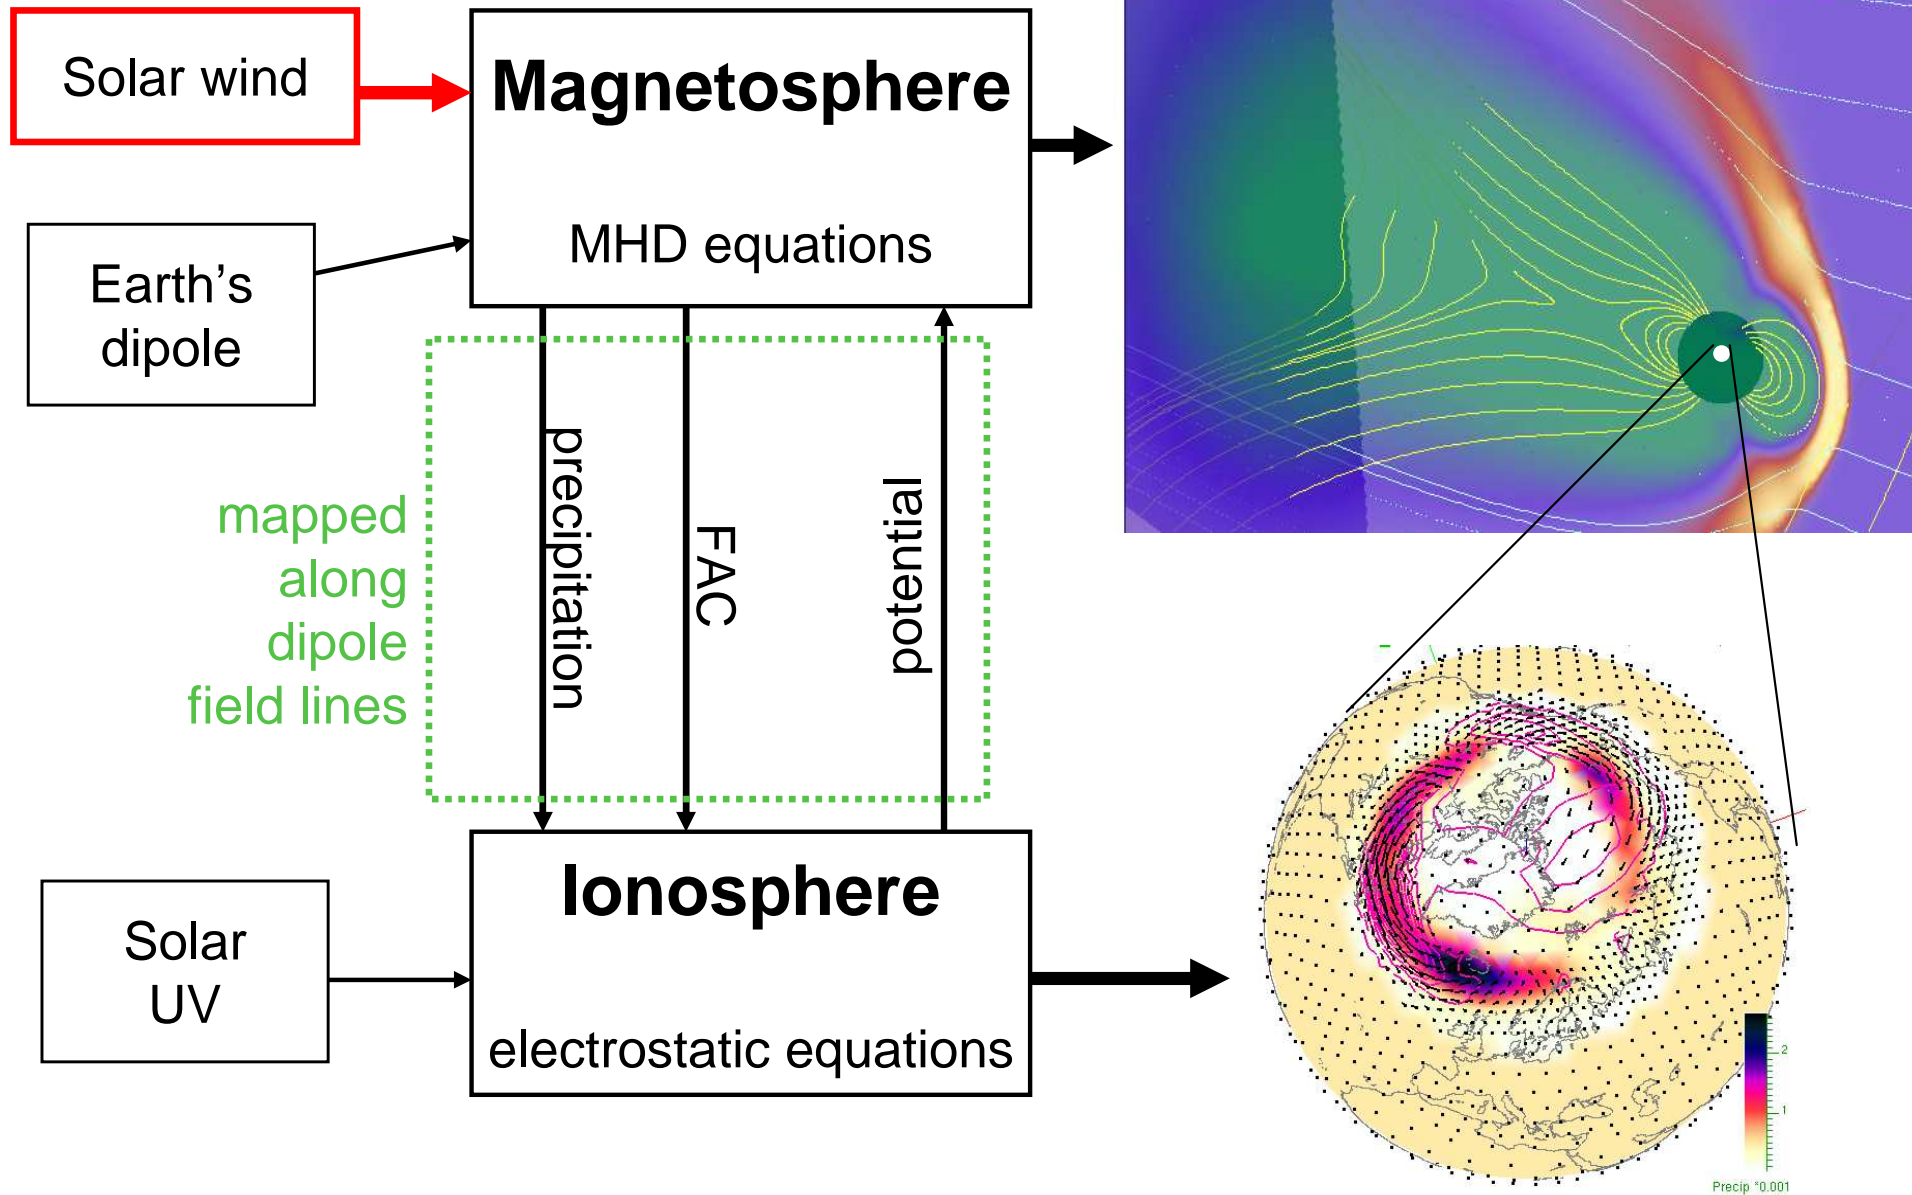 Solar wind
Magnetosphere
MHD equations
Earth's
dipole
mapped
along
dipole
field lines
precipitation
FAC
potential
Ionosphere
electrostatic equations
Solar
UV
2
1
Precip *0.001